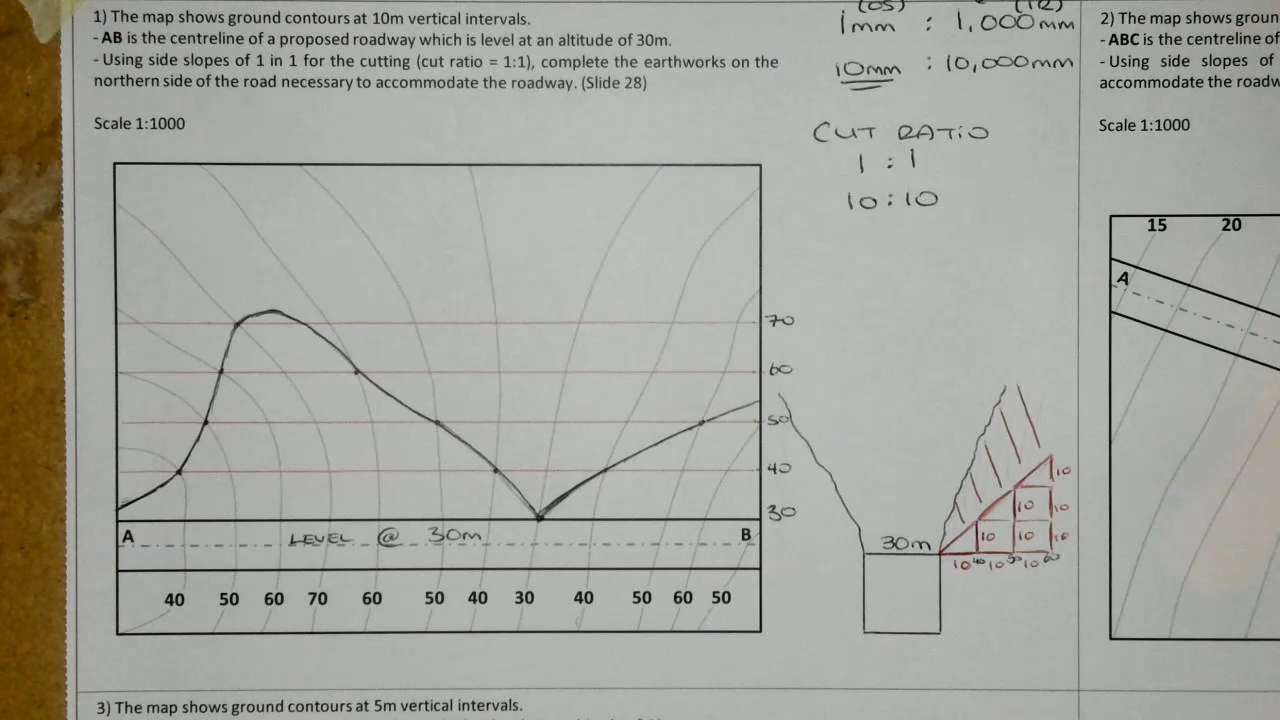 1) The map shows ground contours at 10m vertical intervals.
- AB is the centreline of a proposed roadway which is level at an altitude of 30m.
- Using side slopes of 1 in 1 for the cutting (cut ratio = 1:1), complete the earthworks on the
northern side of the road necessary to accommodate the roadway. (Slide 28)
Scale 1:1000
1mm : 1,000mm
10mm : 10,000mm
CUT RATIO
1 : 1
10:10
70
60
50
40
30
A LEVEL @ 30m B
40 50 60 70 60 50 40 30 40 50 60 50
30m
10
10 10
10 10 10
10 40 10 50 10 60
2) The map shows groun
- ABC is the centreline of
- Using side slopes of
accommodate the roadw
Scale 1:1000
15 20
A
3) The map shows ground contours at 5m vertical intervals.